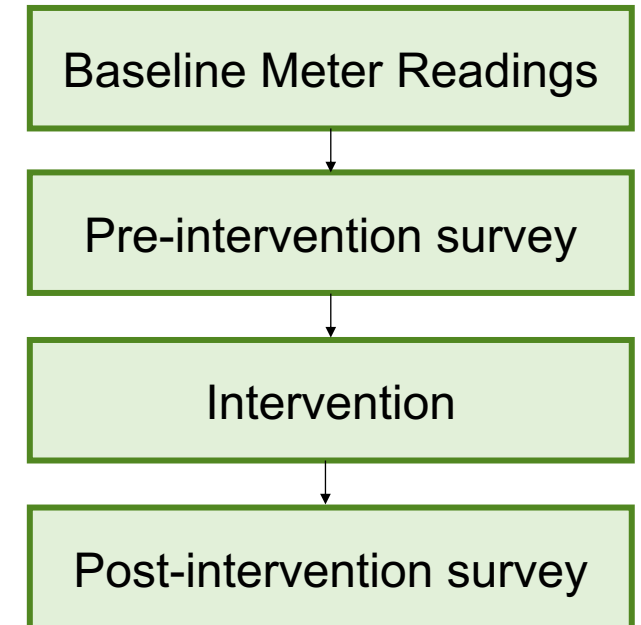 Baseline Meter Readings
Pre-intervention survey
Intervention
Post-intervention survey